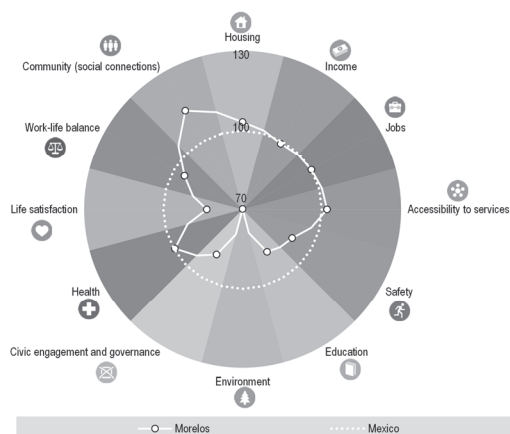 Housing
130
Income
Community (social connections)
Jobs
Work-life balance
100
Life satisfaction
70
Accessibility to services
Health
Safety
Civic engagement and governance
Education
Environment
Morelos
Mexico